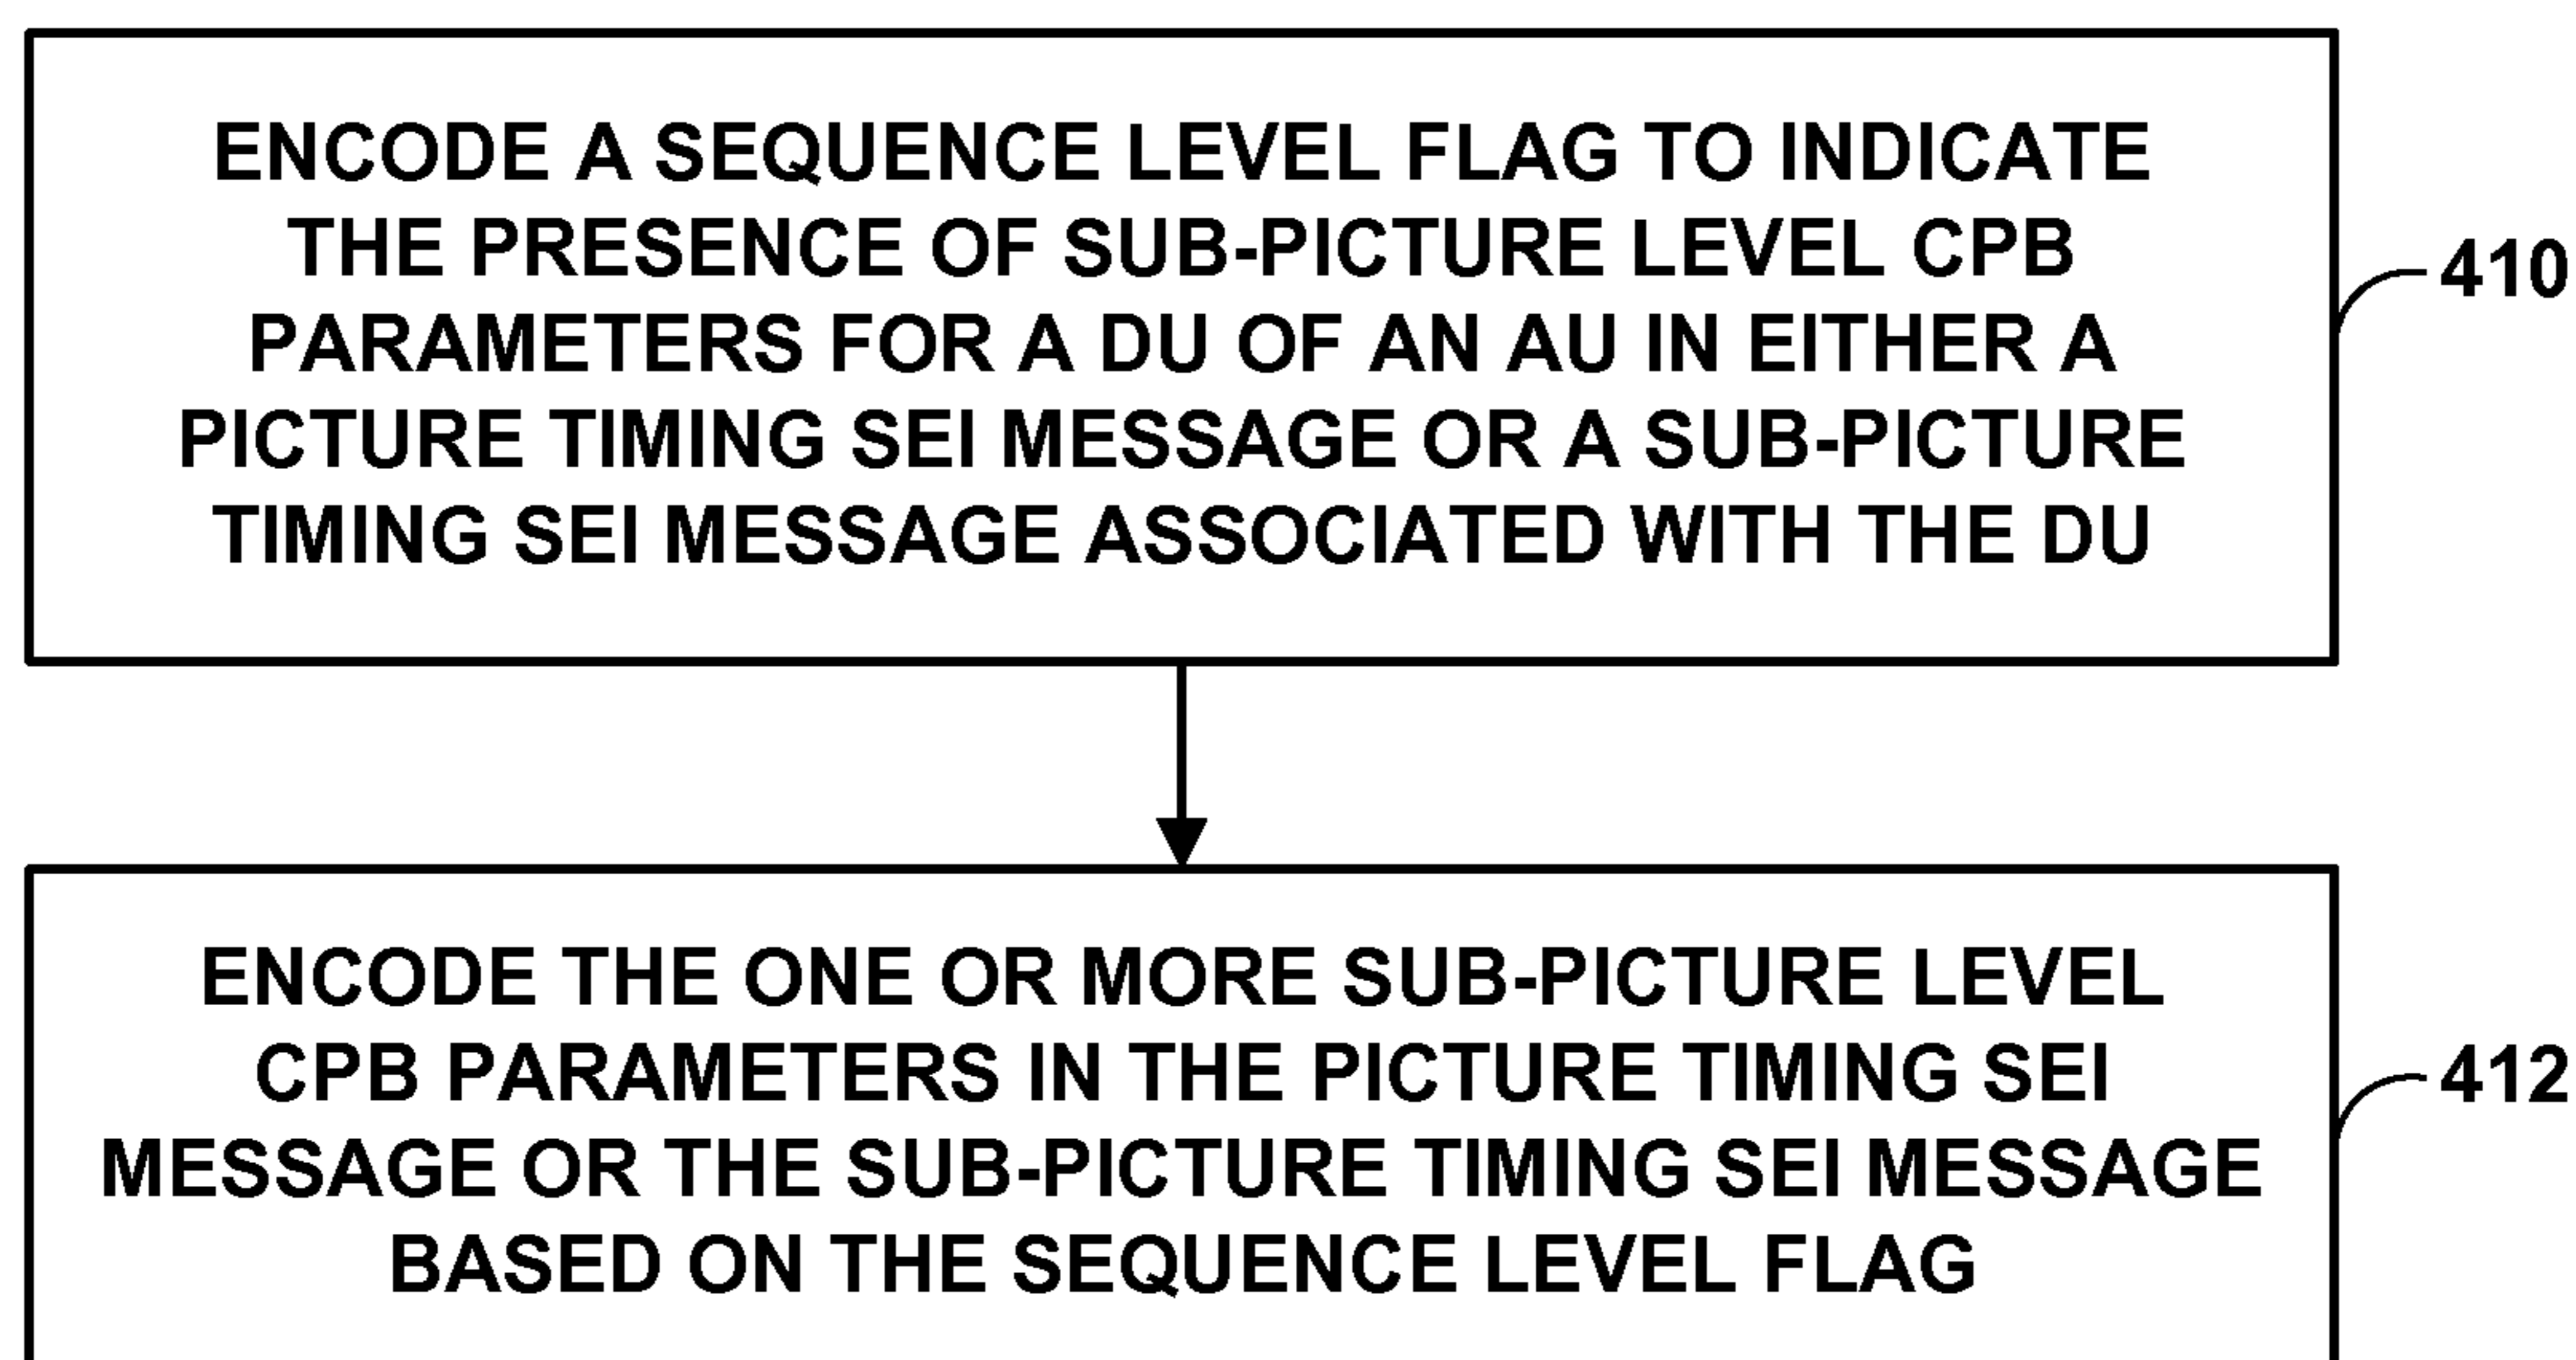 ENCODE A SEQUENCE LEVEL FLAG TO INDICATE
THE PRESENCE OF SUB-PICTURE LEVEL CPB
PARAMETERS FOR A DU OF AN AU IN EITHER A
PICTURE TIMING SEI MESSAGE OR A SUB-PICTURE
TIMING SEI MESSAGE ASSOCIATED WITH THE DU
410
ENCODE THE ONE OR MORE SUB-PICTURE LEVEL
CPB PARAMETERS IN THE PICTURE TIMING SEI
MESSAGE OR THE SUB-PICTURE TIMING SEI MESSAGE
BASED ON THE SEQUENCE LEVEL FLAG
412